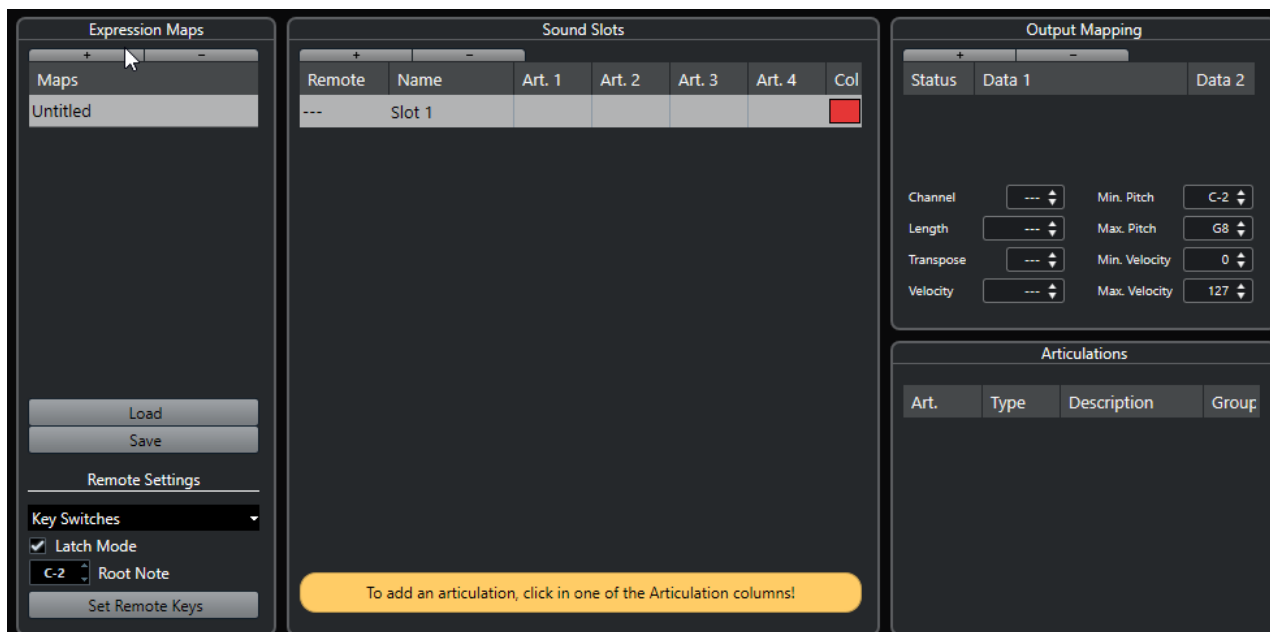 Expression Maps
+ −
Maps
Untitled
Load
Save
Remote Settings
Key Switches
Latch Mode
C-2 Root Note
Set Remote Keys
Sound Slots
+ −
Remote Name Art. 1 Art. 2 Art. 3 Art. 4 Col
--- Slot 1
To add an articulation, click in one of the Articulation columns!
Output Mapping
+ −
Status Data 1 Data 2
Channel --- Min. Pitch C-2
Length --- Max. Pitch G8
Transpose --- Min. Velocity 0
Velocity --- Max. Velocity 127
Articulations
Art. Type Description Group